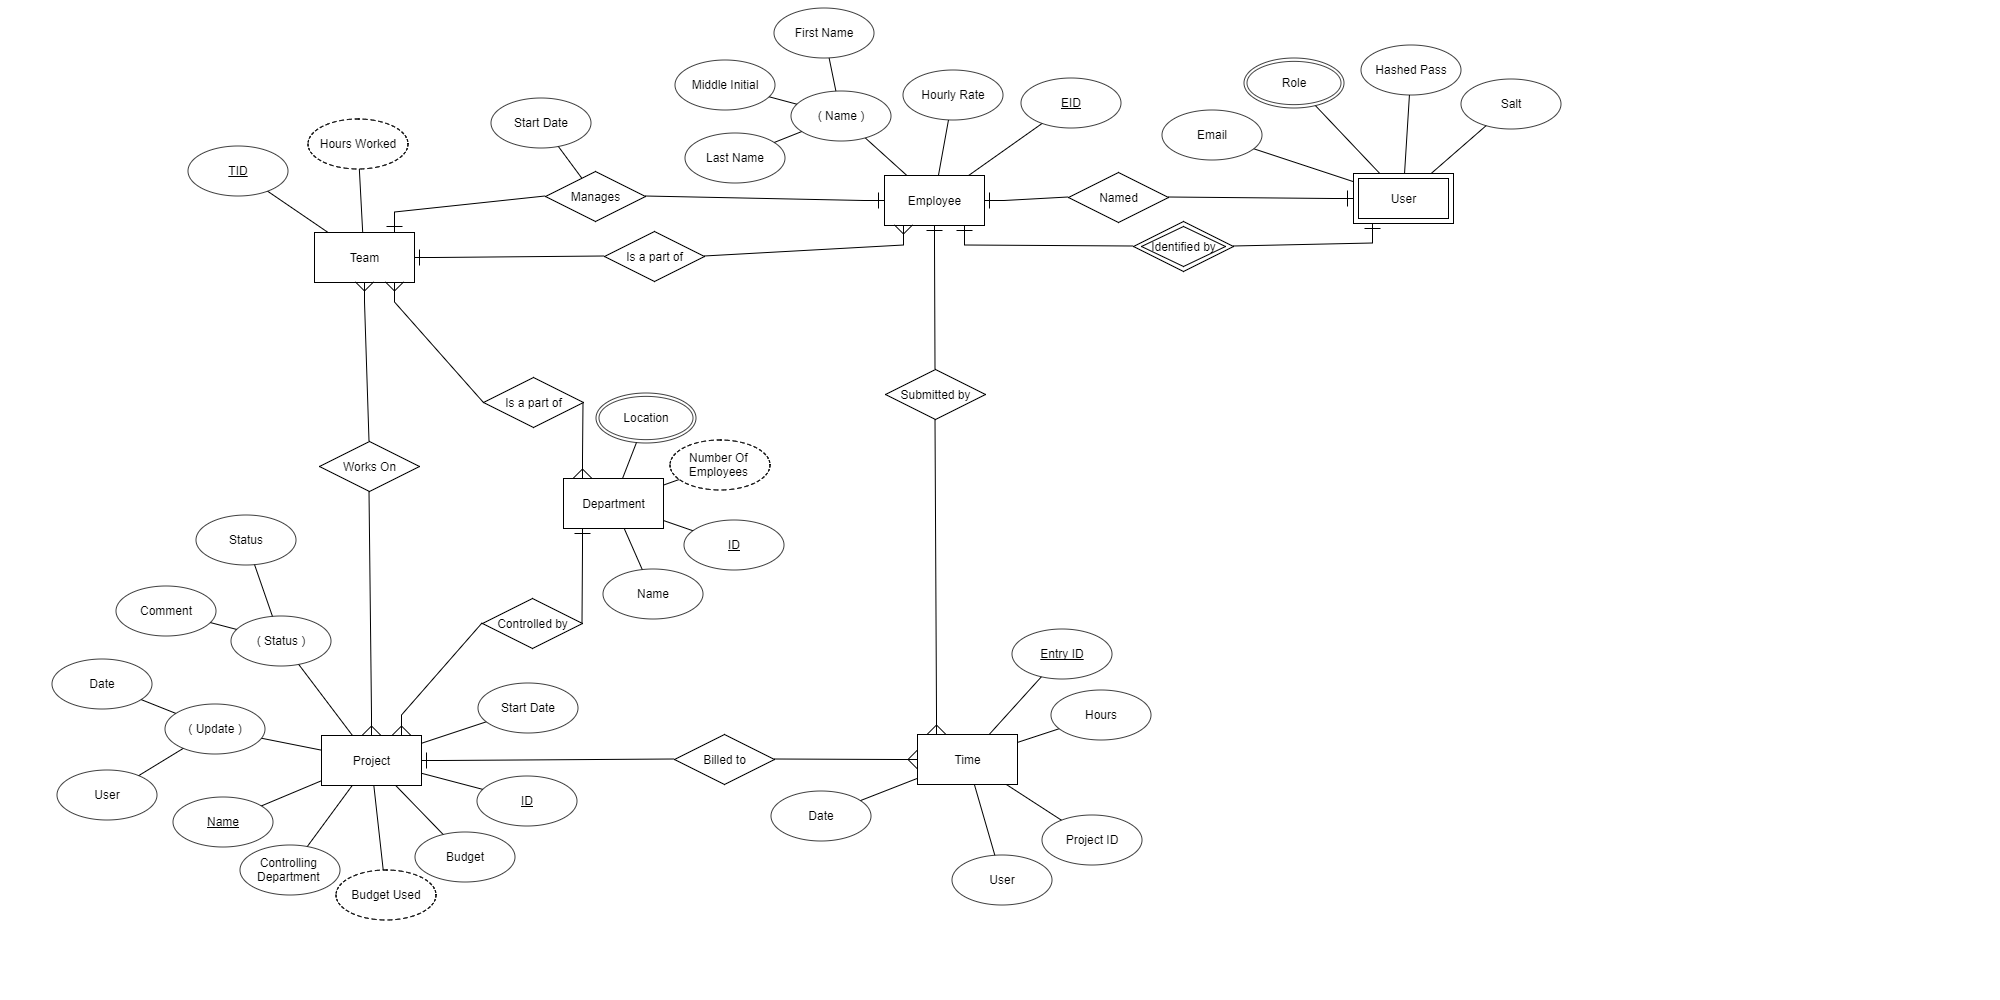 First Name
Role
Hashed Pass
Middle Initial
Hourly Rate
EID
Salt
( Name )
Start Date
Email
Hours Worked
Last Name
TID
Manages
Employee
Named
User
Team
Is a part of
Identified by
Submitted by
Is a part of
Location
Number Of
Employees
Works On
Department
Status
ID
Name
Comment
Controlled by
( Status )
Entry ID
Date
Start Date
Hours
( Update )
Project
Billed to
Time
User
ID
Name
Date
Project ID
Controlling
Department
Budget
User
Budget Used